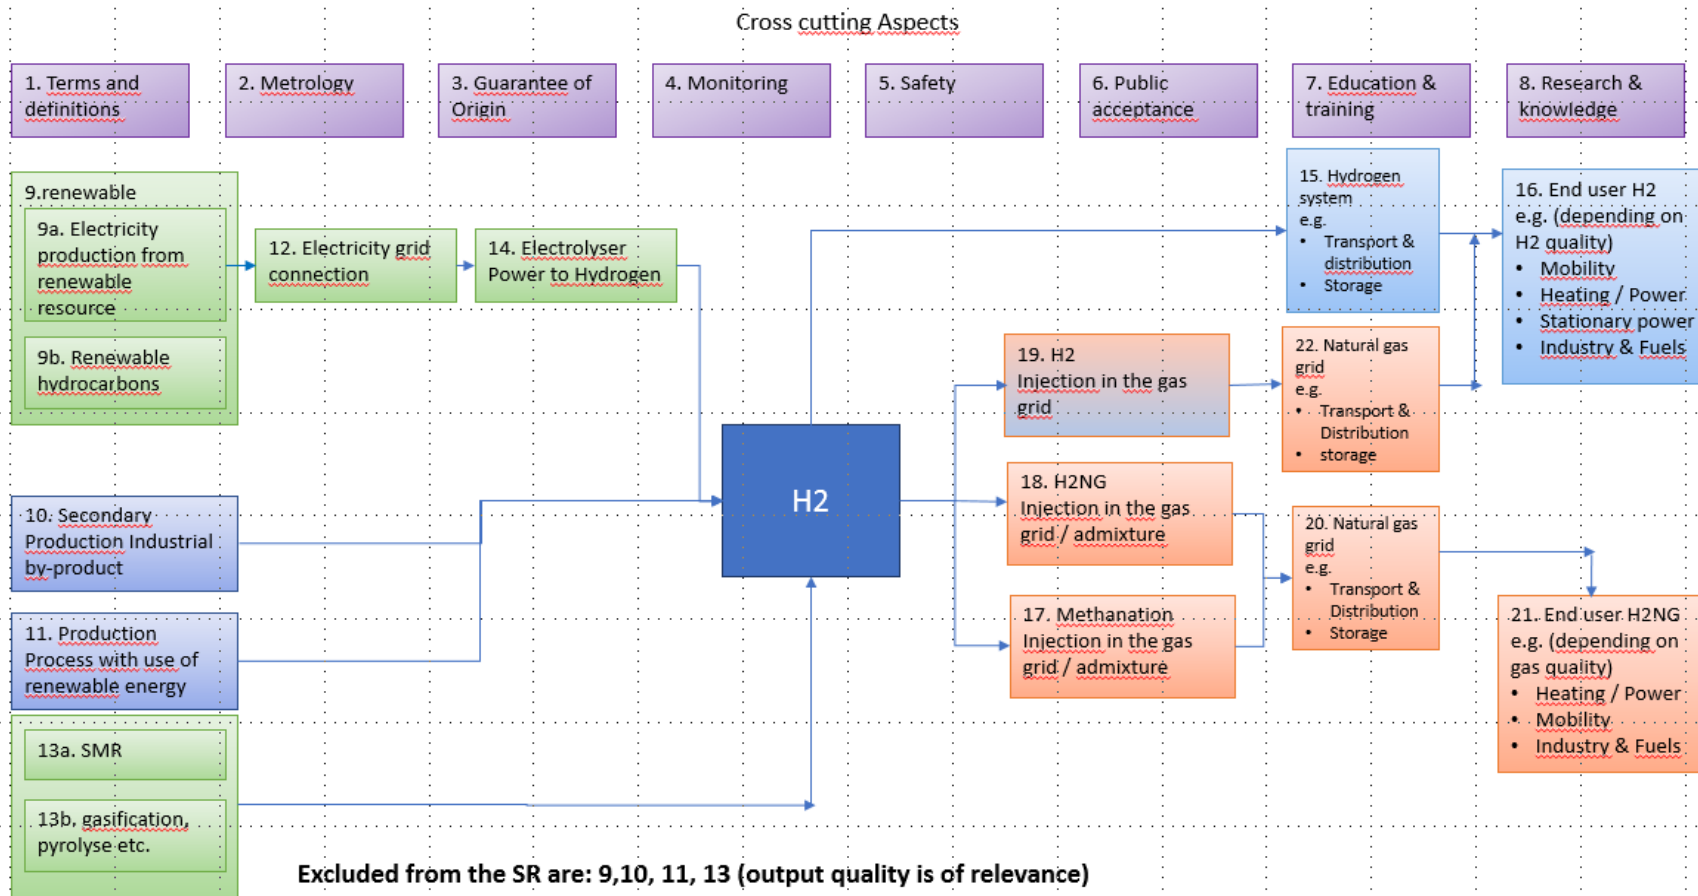 Cross cutting Aspects
1. Terms and
definitions
2. Metrology
3. Guarantee of
Origin
4. Monitoring
5. Safety
6. Public
acceptance
7. Education &
training
8. Research &
knowledge
9.renewable
9a. Electricity
production from
renewable
resource
9b. Renewable
hydrocarbons
12. Electricity grid
connection
14. Electrolyser
Power to Hydrogen
10. Secondary
Production Industrial
by-product
11. Production
Process with use of
renewable energy
13a. SMR
13b, gasification,
pyrolyse etc.
H2
15. Hydrogen
system
e.g.
• Transport &
distribution
• Storage
16. End user H2
e.g. (depending on
H2 quality)
• Mobility
• Heating / Power
• Stationary power
• Industry & Fuels
19. H2
Injection in the gas
grid
22. Natural gas
grid
e.g.
• Transport &
Distribution
• storage
18. H2NG
Injection in the gas
grid / admixture
17. Methanation
Injection in the gas
grid / admixture
20. Natural gas
grid
e.g.
• Transport &
Distribution
• Storage
21. End user H2NG
e.g. (depending on
gas quality)
• Heating / Power
• Mobility
• Industry & Fuels
Excluded from the SR are: 9,10, 11, 13 (output quality is of relevance)